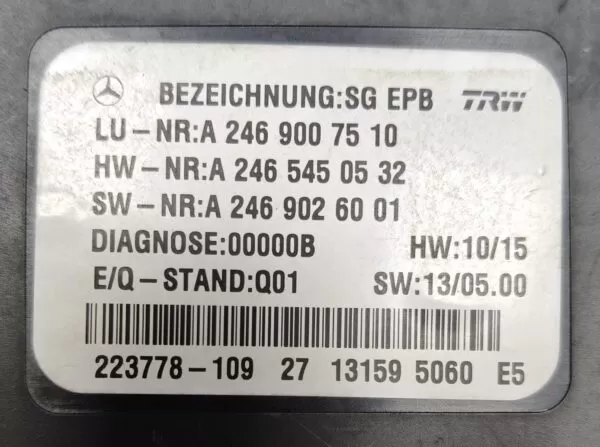 BEZEICHNUNG:SG EPB TRW
LU-NR:A 246 900 75 10
HW-NR:A 246 545 05 32
SW-NR:A 246 902 60 01
DIAGNOSE:00000B HW:10/15
E/Q-STAND:Q01 SW:13/05.00
223778-109 27 13159 5060 E5